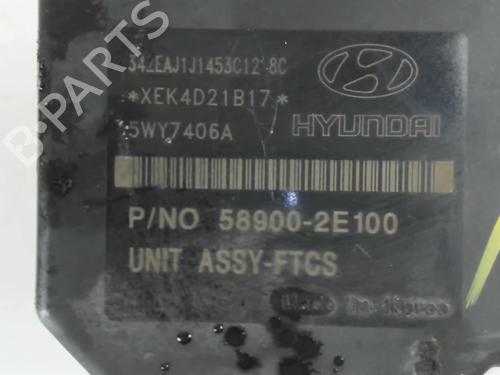 342EAJ1J1453C12 8C
*XEK4D21B17*
5WY7406A
HYUNDAI
P/NO 58900-2E100
UNIT ASSY-FTCS
Made in Korea
B-PARTS